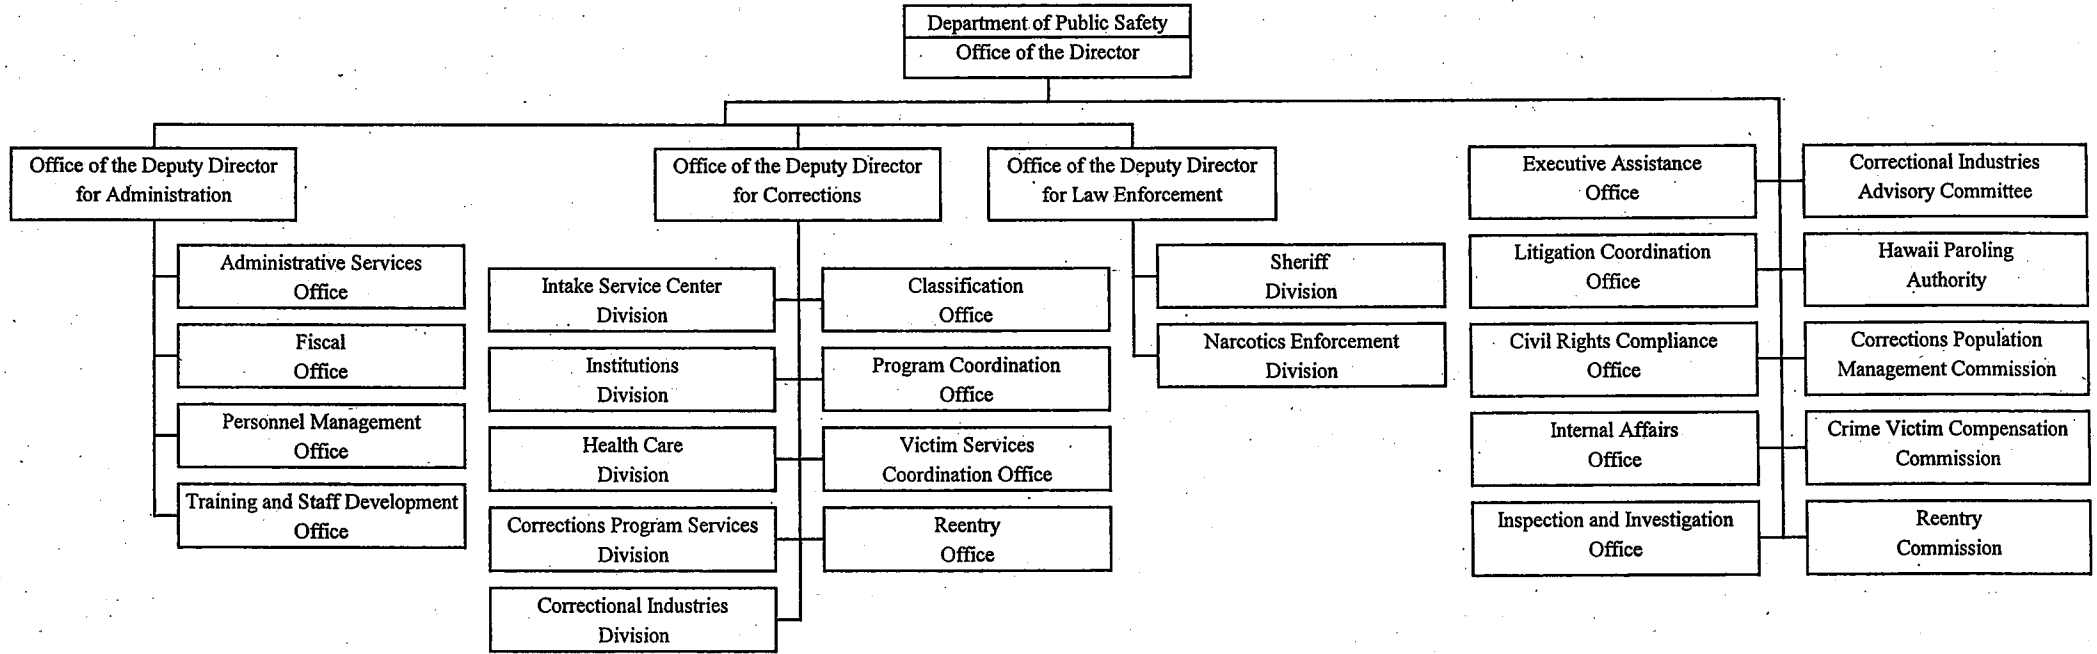 Department of Public Safety
Office of the Director
Office of the Deputy Director
for Administration
Administrative Services
Office
Fiscal
Office
Personnel Management
Office
Training and Staff Development
Office
Office of the Deputy Director
for Corrections
Intake Service Center
Division
Institutions
Division
Health Care
Division
Corrections Program Services
Division
Correctional Industries
Division
Classification
Office
Program Coordination
Office
Victim Services
Coordination Office
Reentry
Office
Office of the Deputy Director
for Law Enforcement
Sheriff
Division
Narcotics Enforcement
Division
Executive Assistance
Office
Litigation Coordination
Office
Civil Rights Compliance
Office
Internal Affairs
Office
Inspection and Investigation
Office
Correctional Industries
Advisory Committee
Hawaii Paroling
Authority
Corrections Population
Management Commission
Crime Victim Compensation
Commission
Reentry
Commission